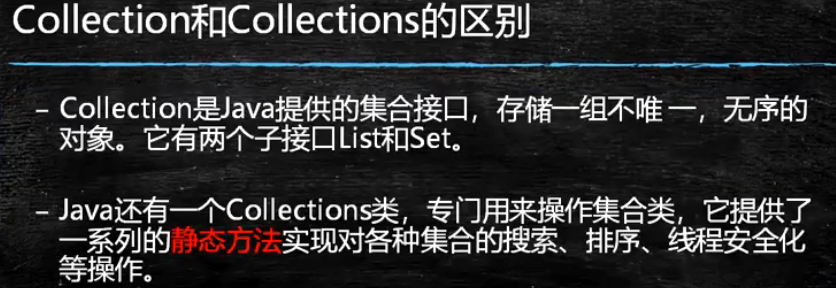 Collection和Collections的区别
– Collection是Java提供的集合接口，存储一组不唯一，无序的
对象。它有两个子接口List和Set。
– Java还有一个Collections类，专门用来操作集合类，它提供了
一系列的静态方法实现对各种集合的搜索、排序、线程安全化
等操作。